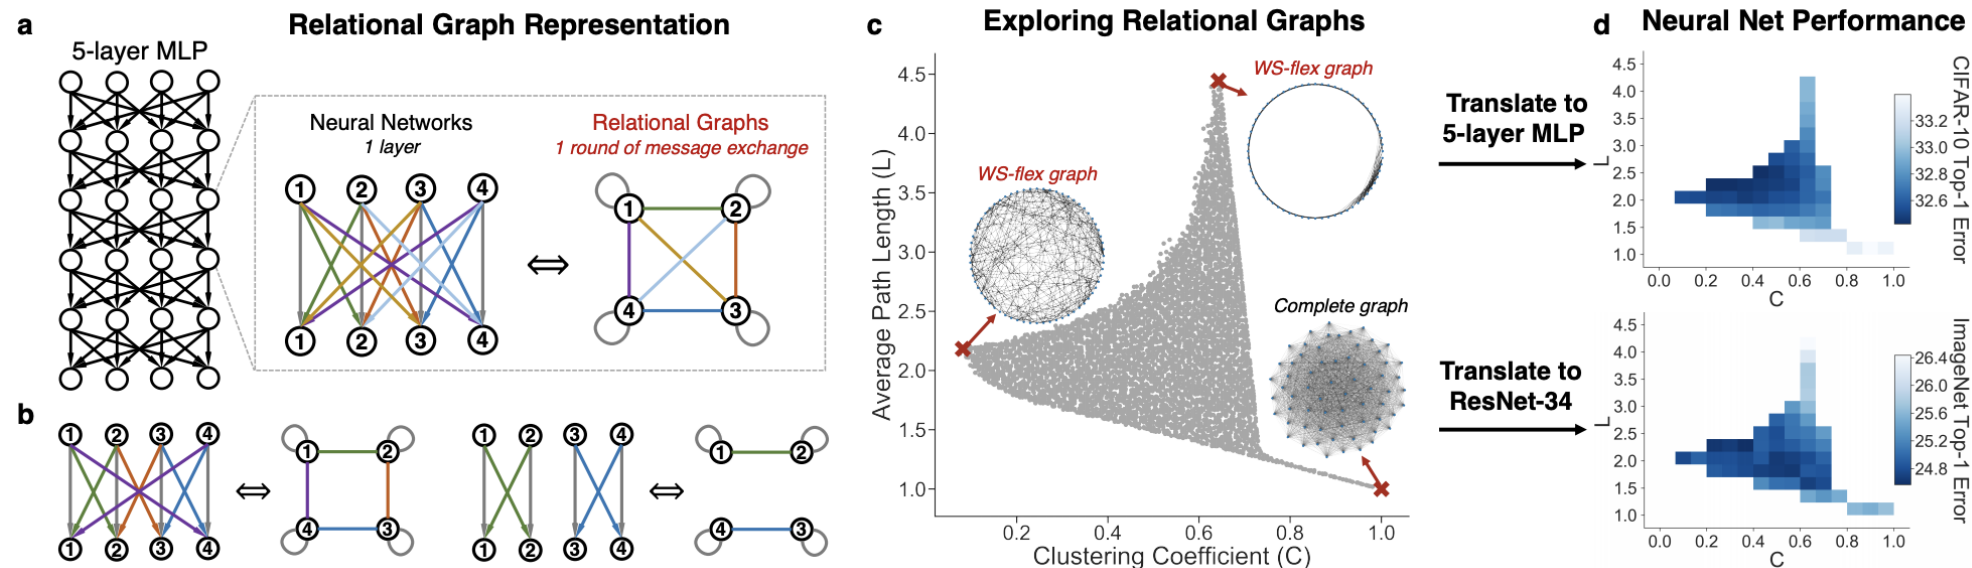 a
Relational Graph Representation
5-layer MLP
Neural Networks
1 layer
Relational Graphs
1 round of message exchange
1 2 3 4
1 2 3 4
1 2
4 3
b
1 2 3 4
1 2 3 4
1 2
4 3
1 2 3 4
1 2 3 4
1 2
4 3
c
Exploring Relational Graphs
Average Path Length (L)
4.5
4.0
3.5
3.0
2.5
2.0
1.5
1.0
0.2 0.4 0.6 0.8 1.0
Clustering Coefficient (C)
WS-flex graph
WS-flex graph
Complete graph
Translate to
5-layer MLP
Translate to
ResNet-34
d
Neural Net Performance
L
4.5
4.0
3.5
3.0
2.5
2.0
1.5
1.0
0.0 0.2 0.4 0.6 0.8 1.0
C
33.2
33.0
32.8
32.6
CIFAR-10 Top-1 Error
L
4.5
4.0
3.5
3.0
2.5
2.0
1.5
1.0
0.0 0.2 0.4 0.6 0.8 1.0
C
26.4
26.0
25.6
25.2
24.8
ImageNet Top-1 Error